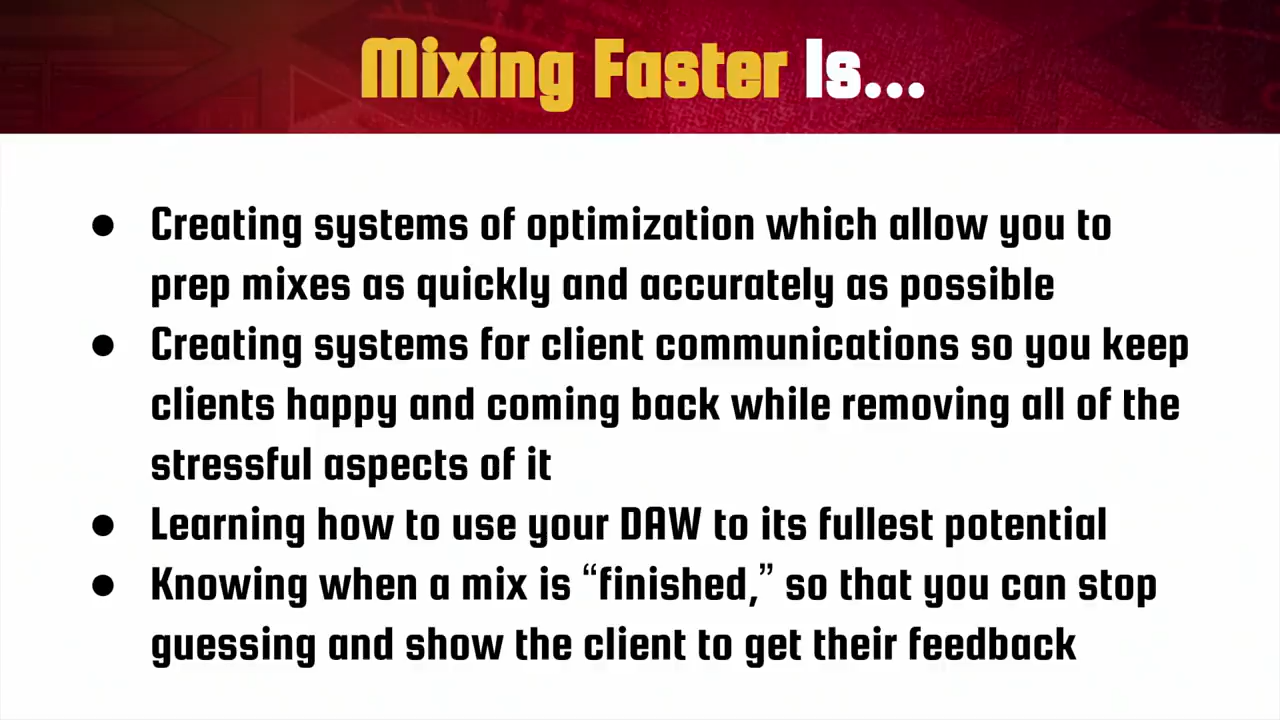 Mixing Faster Is...
● Creating systems of optimization which allow you to
prep mixes as quickly and accurately as possible
● Creating systems for client communications so you keep
clients happy and coming back while removing all of the
stressful aspects of it
● Learning how to use your DAW to its fullest potential
● Knowing when a mix is “finished,” so that you can stop
guessing and show the client to get their feedback